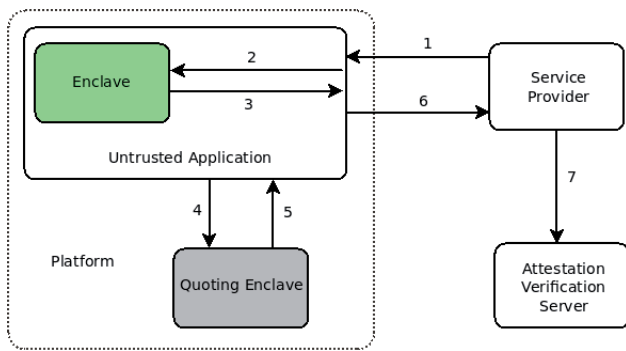 1
2
Enclave
3
6
Service
Provider
Untrusted Application
7
4
5
Platform
Quoting Enclave
Attestation
Verification
Server